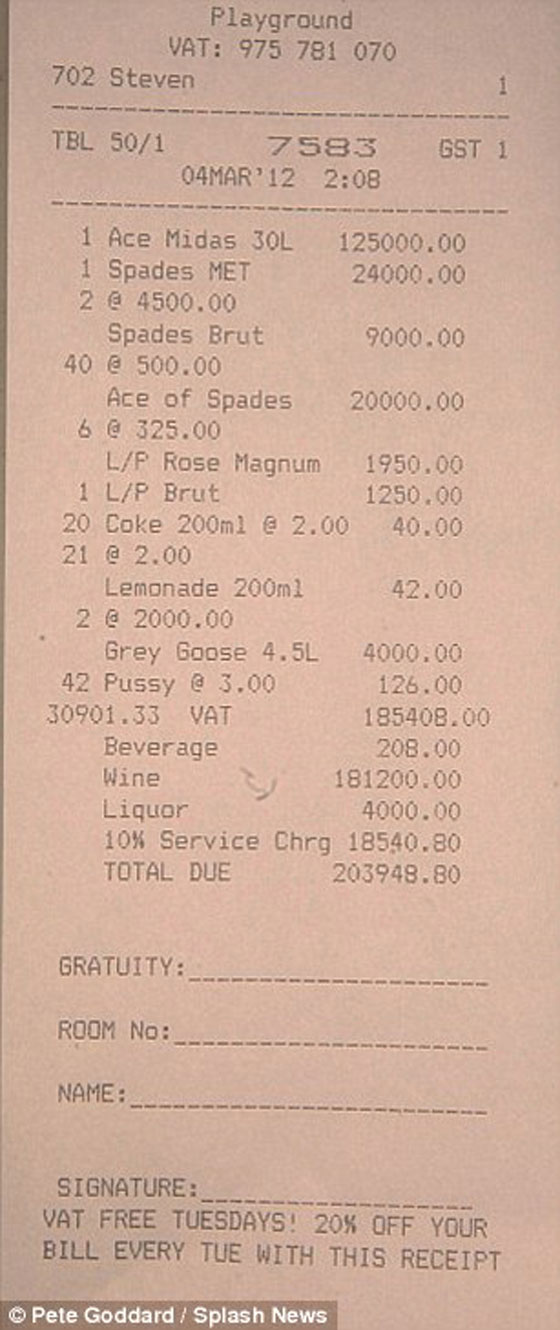 Playground
VAT: 975 781 070
702 Steven 1
TBL 50/1 7583 GST 1
04MAR'12 2:08
1 Ace Midas 30L 125000.00
1 Spades MET 24000.00
2 @ 4500.00
Spades Brut 9000.00
40 @ 500.00
Ace of Spades 20000.00
6 @ 325.00
L/P Rose Magnum 1950.00
1 L/P Brut 1250.00
20 Coke 200ml @ 2.00 40.00
21 @ 2.00
Lemonade 200ml 42.00
2 @ 2000.00
Grey Goose 4.5L 4000.00
42 Pussy @ 3.00 126.00
30901.33 VAT 185408.00
Beverage 208.00
Wine 181200.00
Liquor 4000.00
10% Service Chrg 18540.80
TOTAL DUE 203948.80
GRATUITY:
ROOM No:
NAME:
SIGNATURE:
VAT FREE TUESDAYS! 20% OFF YOUR
BILL EVERY TUE WITH THIS RECEIPT
© Pete Goddard / Splash News